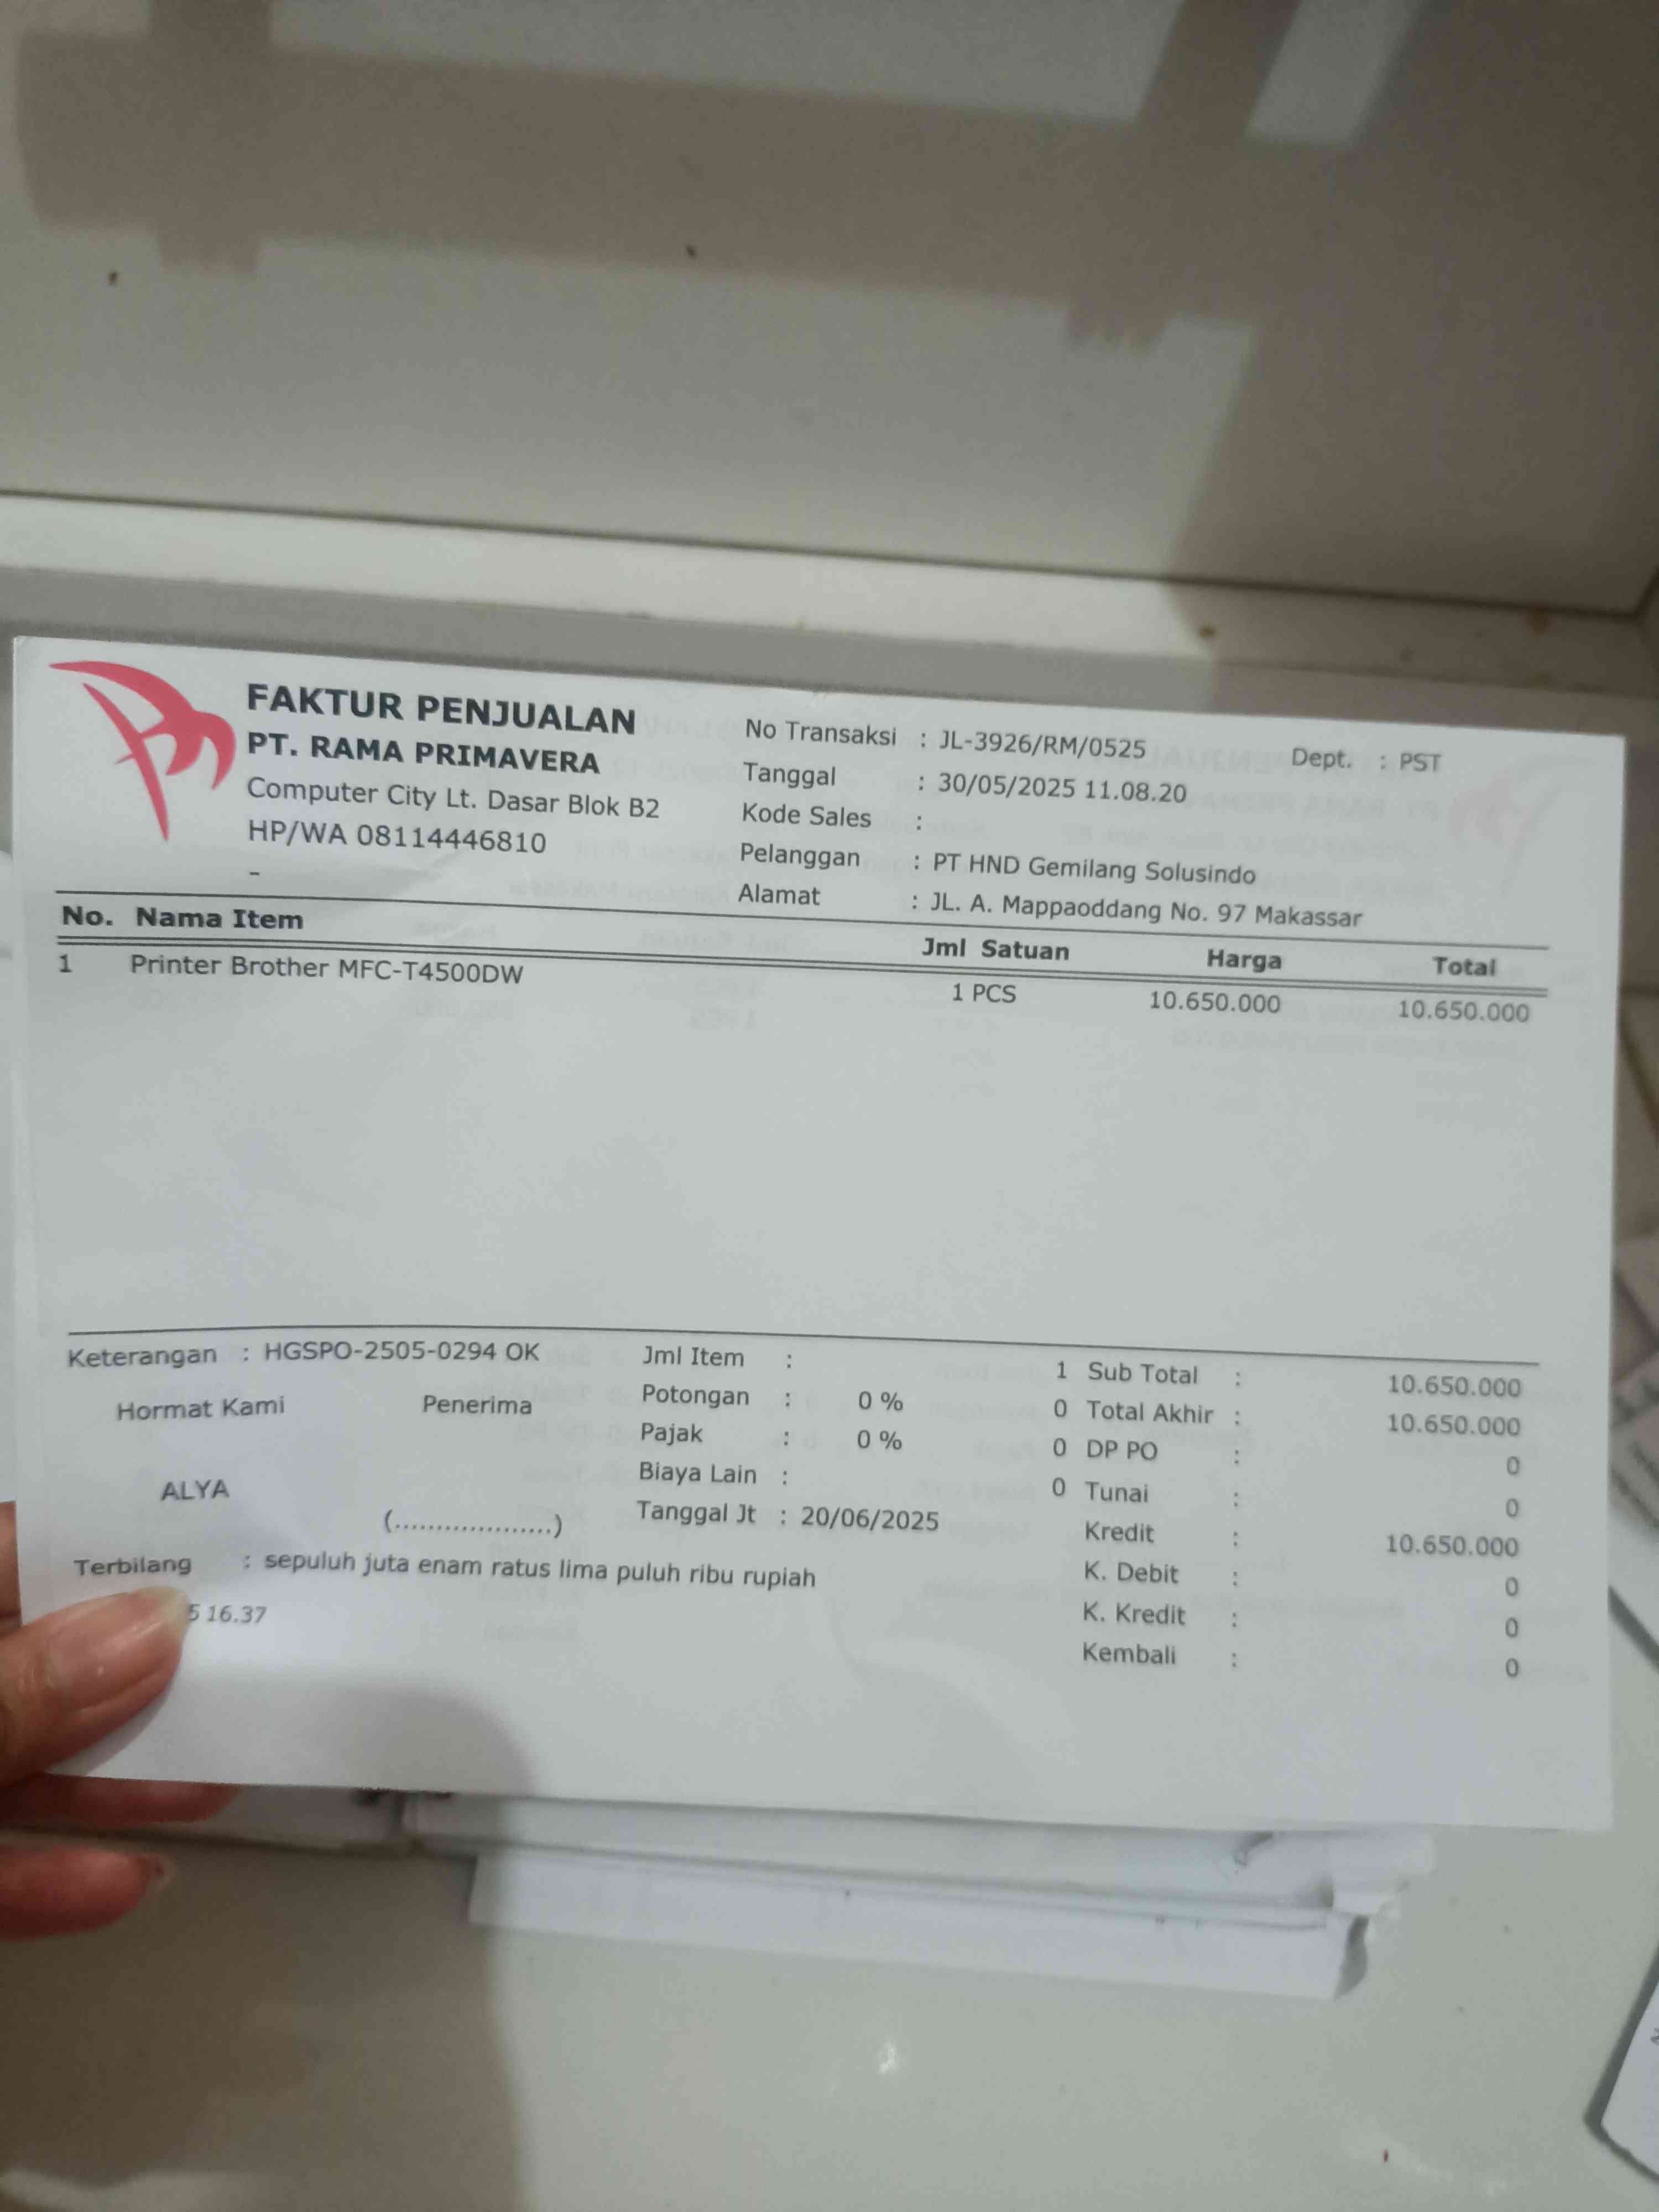 FAKTUR PENJUALAN
PT. RAMA PRIMAVERA
Computer City Lt. Dasar Blok B2
HP/WA 08114446810
-
No Transaksi : JL-3926/RM/0525 Dept. : PST
Tanggal : 30/05/2025 11.08.20
Kode Sales :
Pelanggan : PT HND Gemilang Solusindo
Alamat : JL. A. Mappaoddang No. 97 Makassar
No. Nama Item Jml Satuan Harga Total
1 Printer Brother MFC-T4500DW 1 PCS 10.650.000 10.650.000
Keterangan : HGSPO-2505-0294 OK
Hormat Kami Penerima
ALYA
(....................)
Jml Item : 1
Potongan : 0 % 0
Pajak : 0 % 0
Biaya Lain : 0
Tanggal Jt : 20/06/2025
Sub Total : 10.650.000
Total Akhir : 10.650.000
DP PO : 0
Tunai : 0
Kredit : 10.650.000
K. Debit : 0
K. Kredit : 0
Kembali : 0
Terbilang : sepuluh juta enam ratus lima puluh ribu rupiah
5 16.37